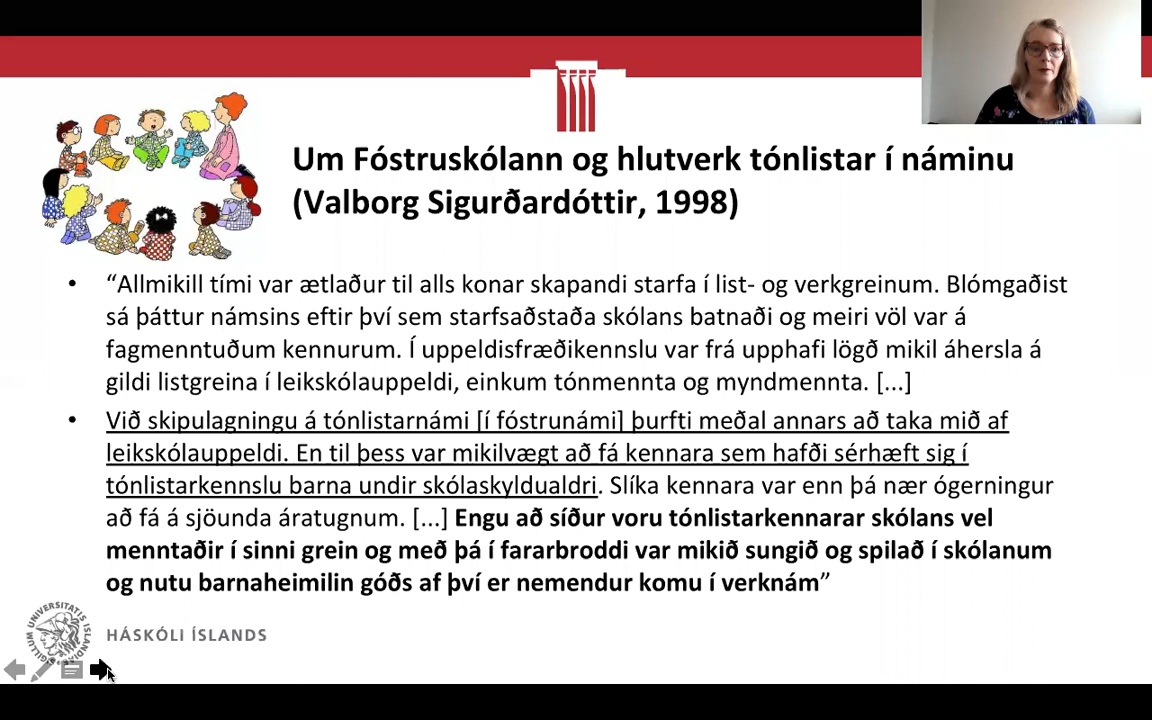 Um Fóstruskólann og hlutverk tónlistar í náminu
(Valborg Sigurðardóttir, 1998)
• “Allmikill tími var ætlaður til alls konar skapandi starfa í list- og verkgreinum. Blómgaðist
sá þáttur námsins eftir því sem starfsaðstaða skólans batnaði og meiri völ var á
fagmenntuðum kennurum. Í uppeldisfræðikennslu var frá upphafi lögð mikil áhersla á
gildi listgreina í leikskólauppeldi, einkum tónmennta og myndmennta. [...]
• Við skipulagningu á tónlistarnámi [í fóstrunámi] þurfti meðal annars að taka mið af
leikskólauppeldi. En til þess var mikilvægt að fá kennara sem hafði sérhæft sig í
tónlistarkennslu barna undir skólaskyldualdri. Slíka kennara var enn þá nær ógerningur
að fá á sjöunda áratugnum. [...] Engu að síður voru tónlistarkennarar skólans vel
menntaðir í sinni grein og með þá í fararbroddi var mikið sungið og spilað í skólanum
og nutu barnaheimilin góðs af því er nemendur komu í verknám”
SIGILLUM UNIVERSITATIS ISLANDIAE
HÁSKÓLI ÍSLANDS